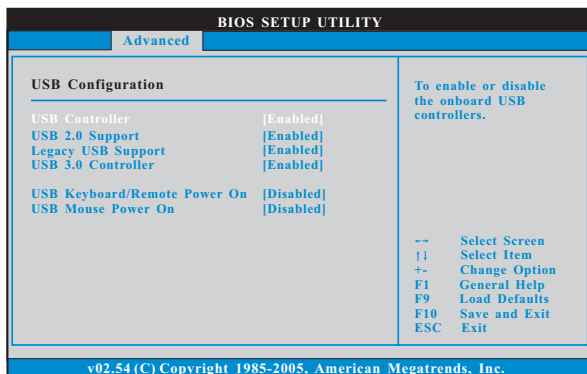 BIOS SETUP UTILITY
Advanced
USB Configuration
USB Controller [Enabled]
USB 2.0 Support [Enabled]
Legacy USB Support [Enabled]
USB 3.0 Controller [Enabled]
USB Keyboard/Remote Power On [Disabled]
USB Mouse Power On [Disabled]
To enable or disable
the onboard USB
controllers.
←→ Select Screen
↑↓ Select Item
+- Change Option
F1 General Help
F9 Load Defaults
F10 Save and Exit
ESC Exit
v02.54 (C) Copyright 1985-2005, American Megatrends, Inc.